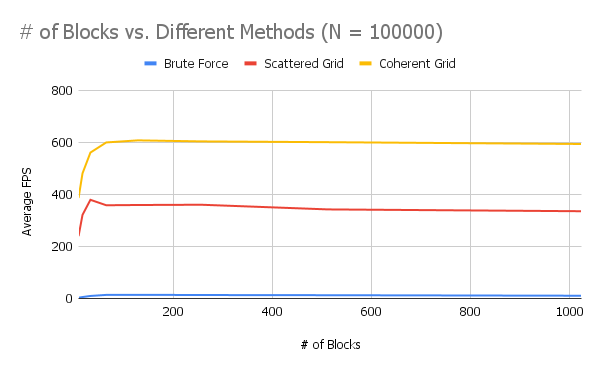 # of Blocks vs. Different Methods (N = 100000)
Brute Force Scattered Grid Coherent Grid
800
600
400
200
0
Average FPS
200 400 600 800 1000
# of Blocks